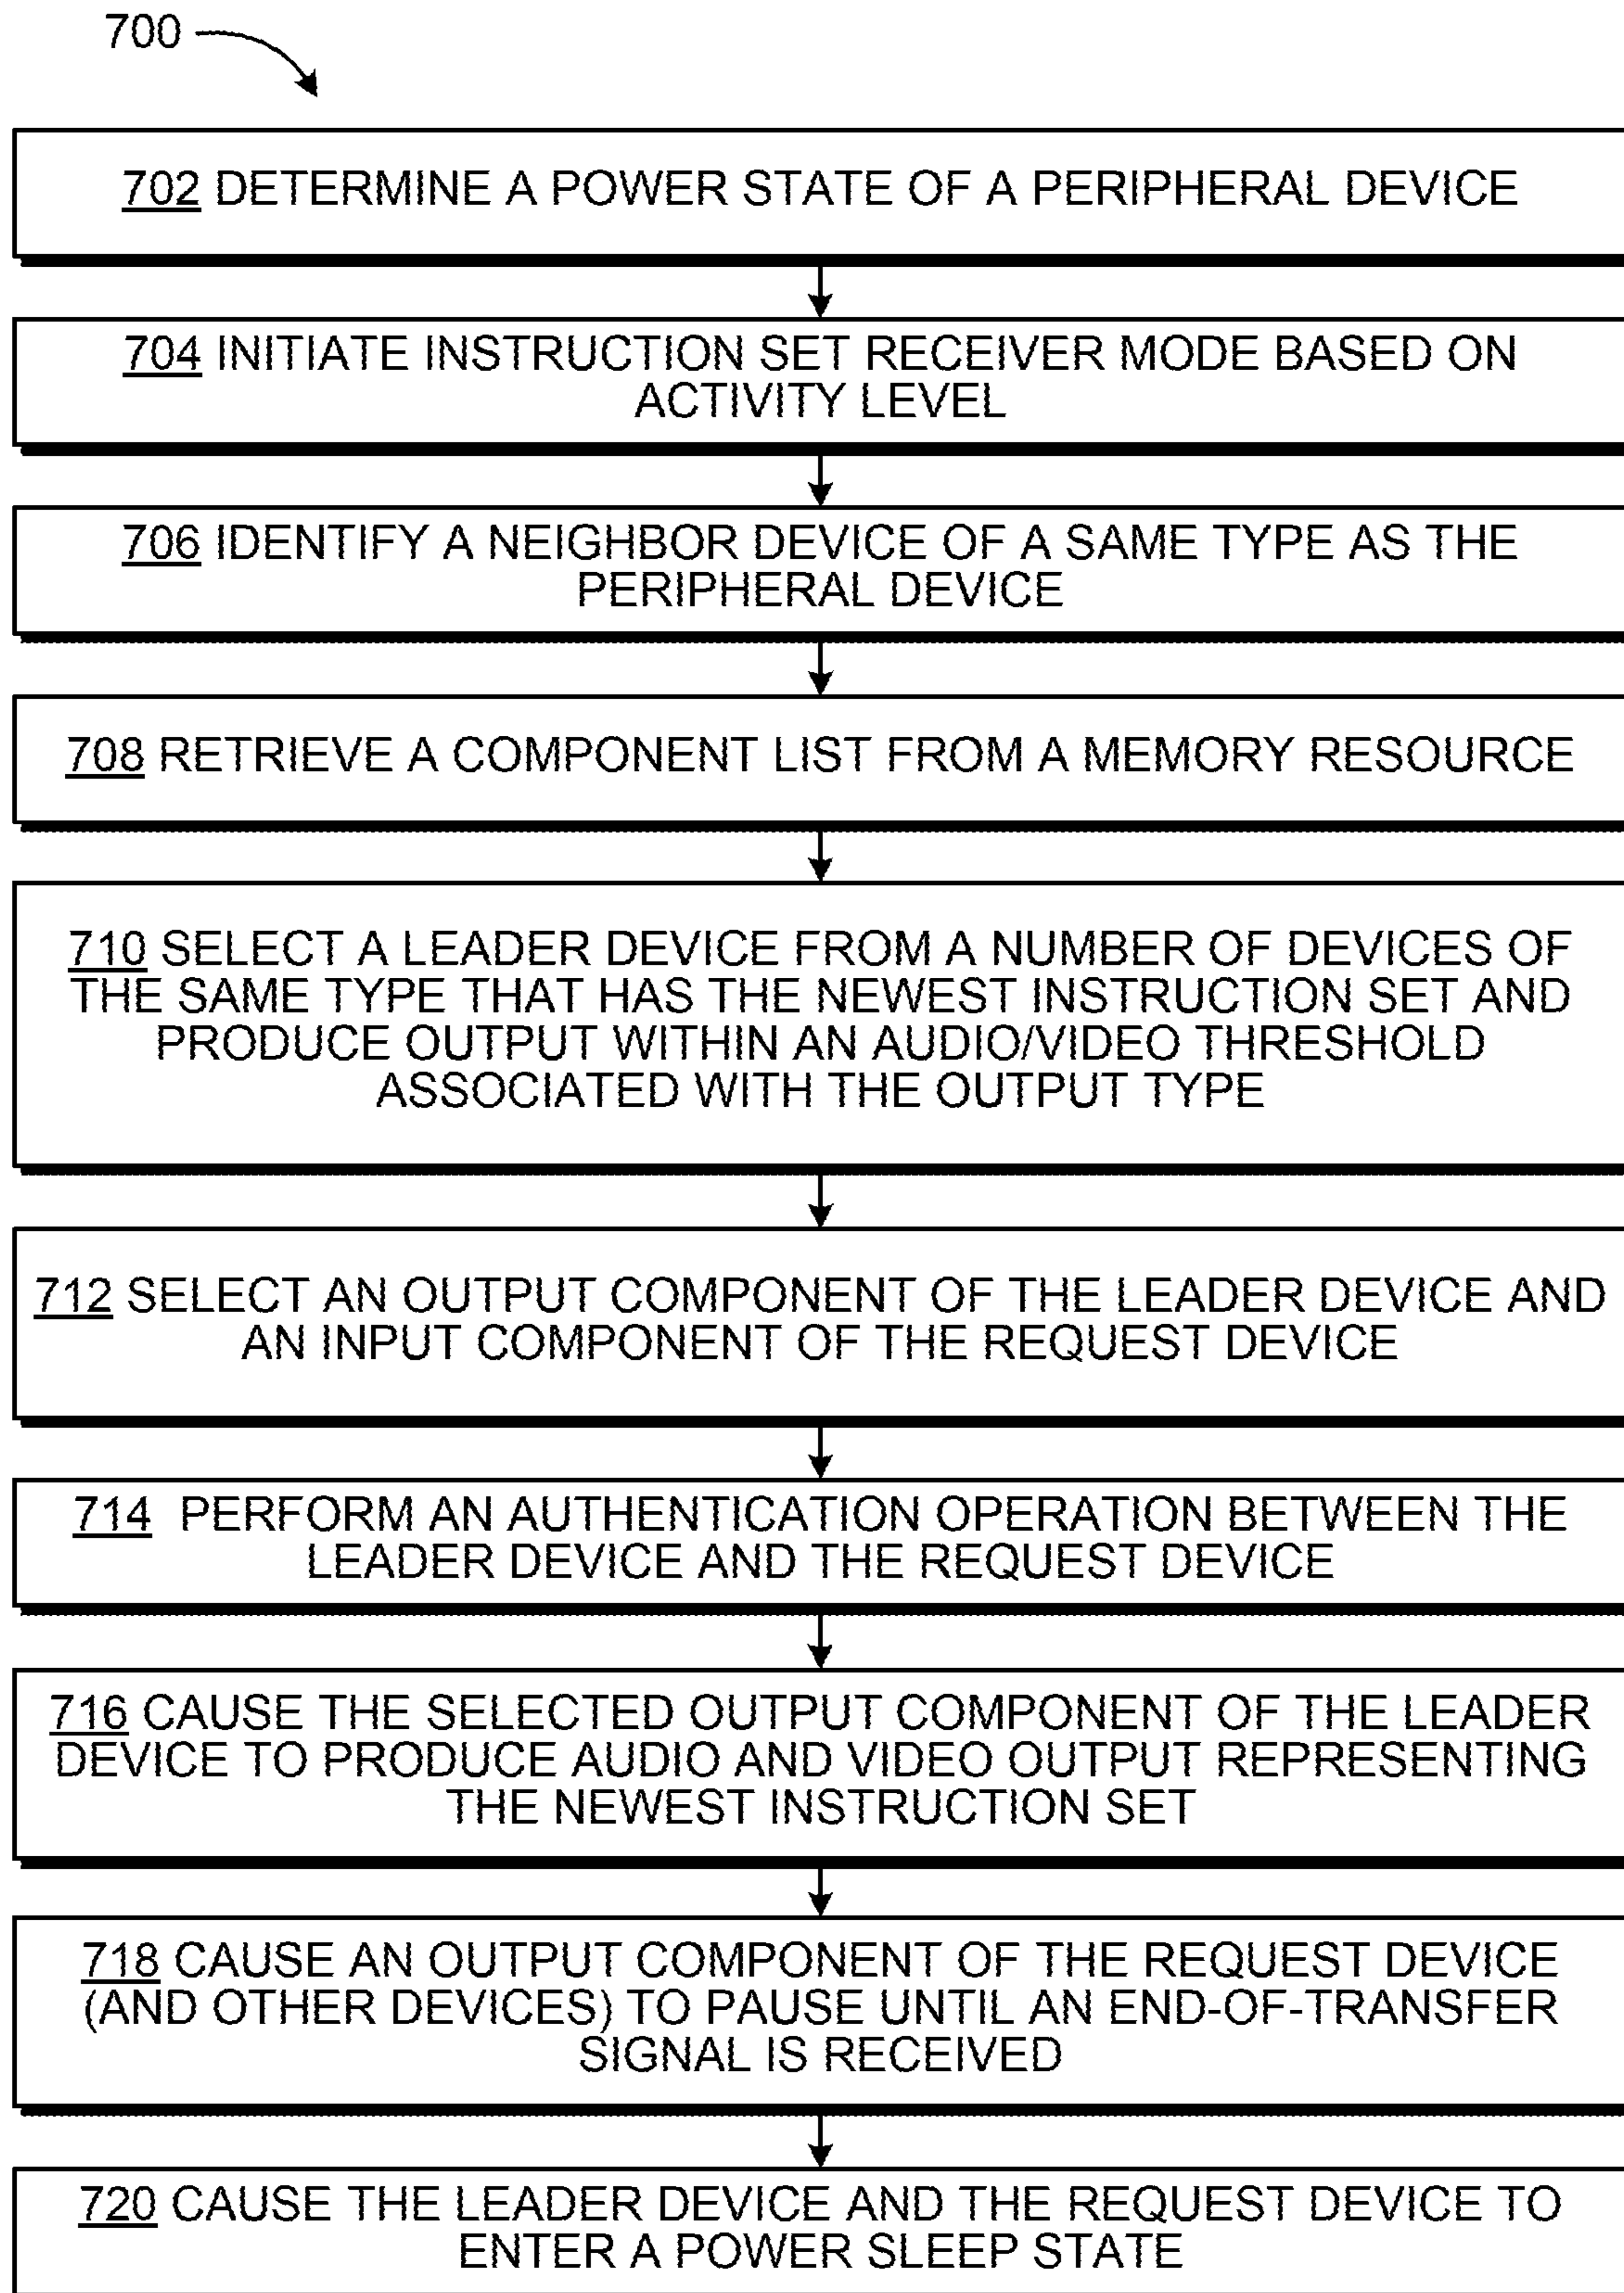 700
702 DETERMINE A POWER STATE OF A PERIPHERAL DEVICE
704 INITIATE INSTRUCTION SET RECEIVER MODE BASED ON
ACTIVITY LEVEL
706 IDENTIFY A NEIGHBOR DEVICE OF A SAME TYPE AS THE
PERIPHERAL DEVICE
708 RETRIEVE A COMPONENT LIST FROM A MEMORY RESOURCE
710 SELECT A LEADER DEVICE FROM A NUMBER OF DEVICES OF
THE SAME TYPE THAT HAS THE NEWEST INSTRUCTION SET AND
PRODUCE OUTPUT WITHIN AN AUDIO/VIDEO THRESHOLD
ASSOCIATED WITH THE OUTPUT TYPE
712 SELECT AN OUTPUT COMPONENT OF THE LEADER DEVICE AND
AN INPUT COMPONENT OF THE REQUEST DEVICE
714 PERFORM AN AUTHENTICATION OPERATION BETWEEN THE
LEADER DEVICE AND THE REQUEST DEVICE
716 CAUSE THE SELECTED OUTPUT COMPONENT OF THE LEADER
DEVICE TO PRODUCE AUDIO AND VIDEO OUTPUT REPRESENTING
THE NEWEST INSTRUCTION SET
718 CAUSE AN OUTPUT COMPONENT OF THE REQUEST DEVICE
(AND OTHER DEVICES) TO PAUSE UNTIL AN END-OF-TRANSFER
SIGNAL IS RECEIVED
720 CAUSE THE LEADER DEVICE AND THE REQUEST DEVICE TO
ENTER A POWER SLEEP STATE